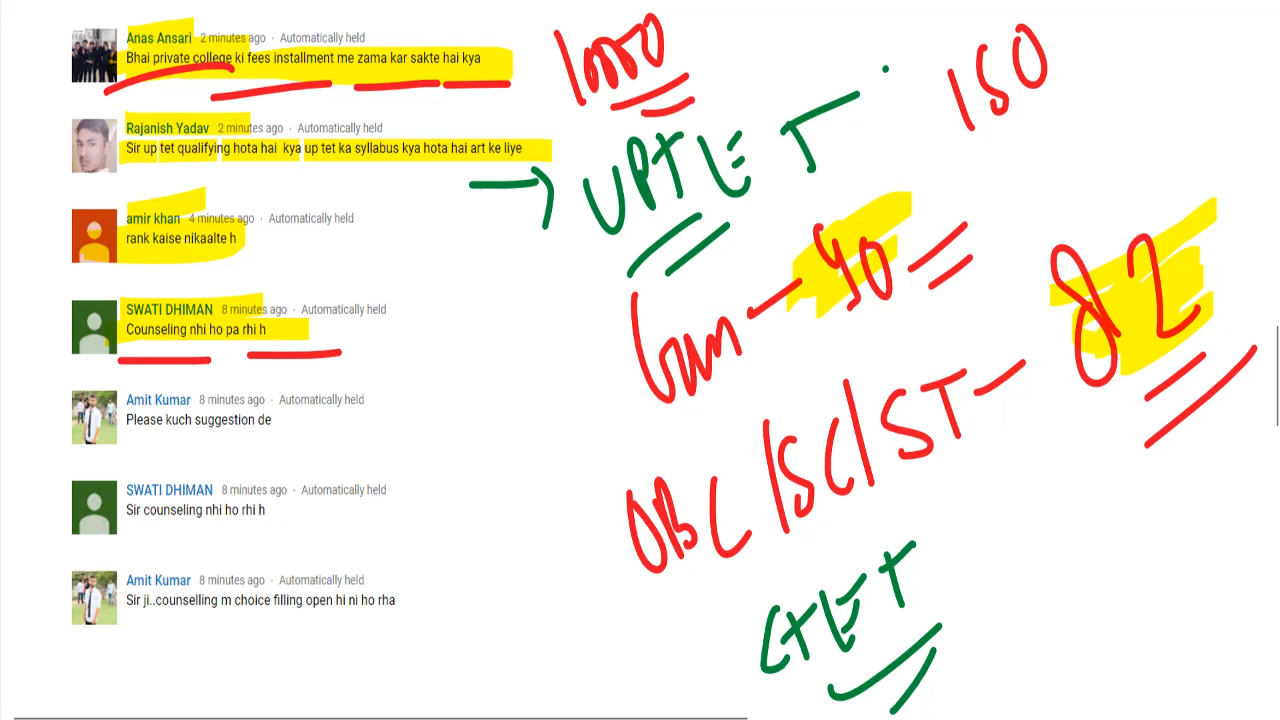 Anas Ansari 2 minutes ago · Automatically held
Bhai private college ki fees installment me zama kar sakte hai kya
Rajanish Yadav 2 minutes ago · Automatically held
Sir up tet qualifying hota hai kya up tet ka syllabus kya hota hai art ke liye
amir khan 4 minutes ago · Automatically held
rank kaise nikaalte h
SWATI DHIMAN 8 minutes ago · Automatically held
Counseling nhi ho pa rhi h
Amit Kumar 8 minutes ago · Automatically held
Please kuch suggestion de
SWATI DHIMAN 8 minutes ago · Automatically held
Sir counseling nhi ho rhi h
Amit Kumar 8 minutes ago · Automatically held
Sir ji..counselling m choice filling open hi ni ho rha
1000
150
UPTET
90
82
OBC/SC/ST-
CTET